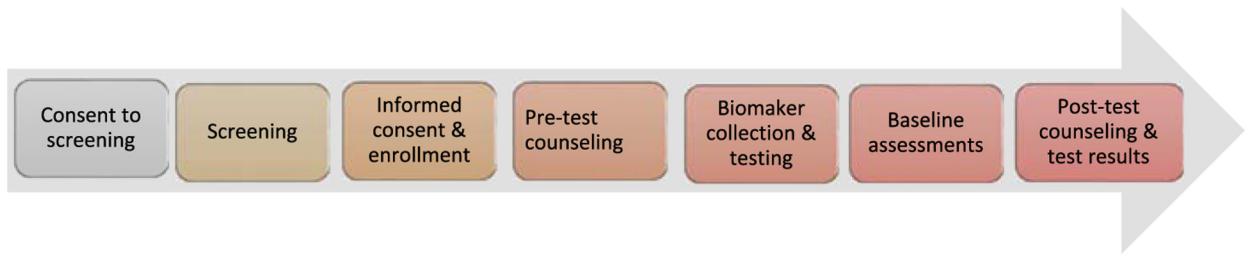 Consent to
screening
Screening
Informed
consent &
enrollment
Pre-test
counseling
Biomaker
collection &
testing
Baseline
assessments
Post-test
counseling &
test results